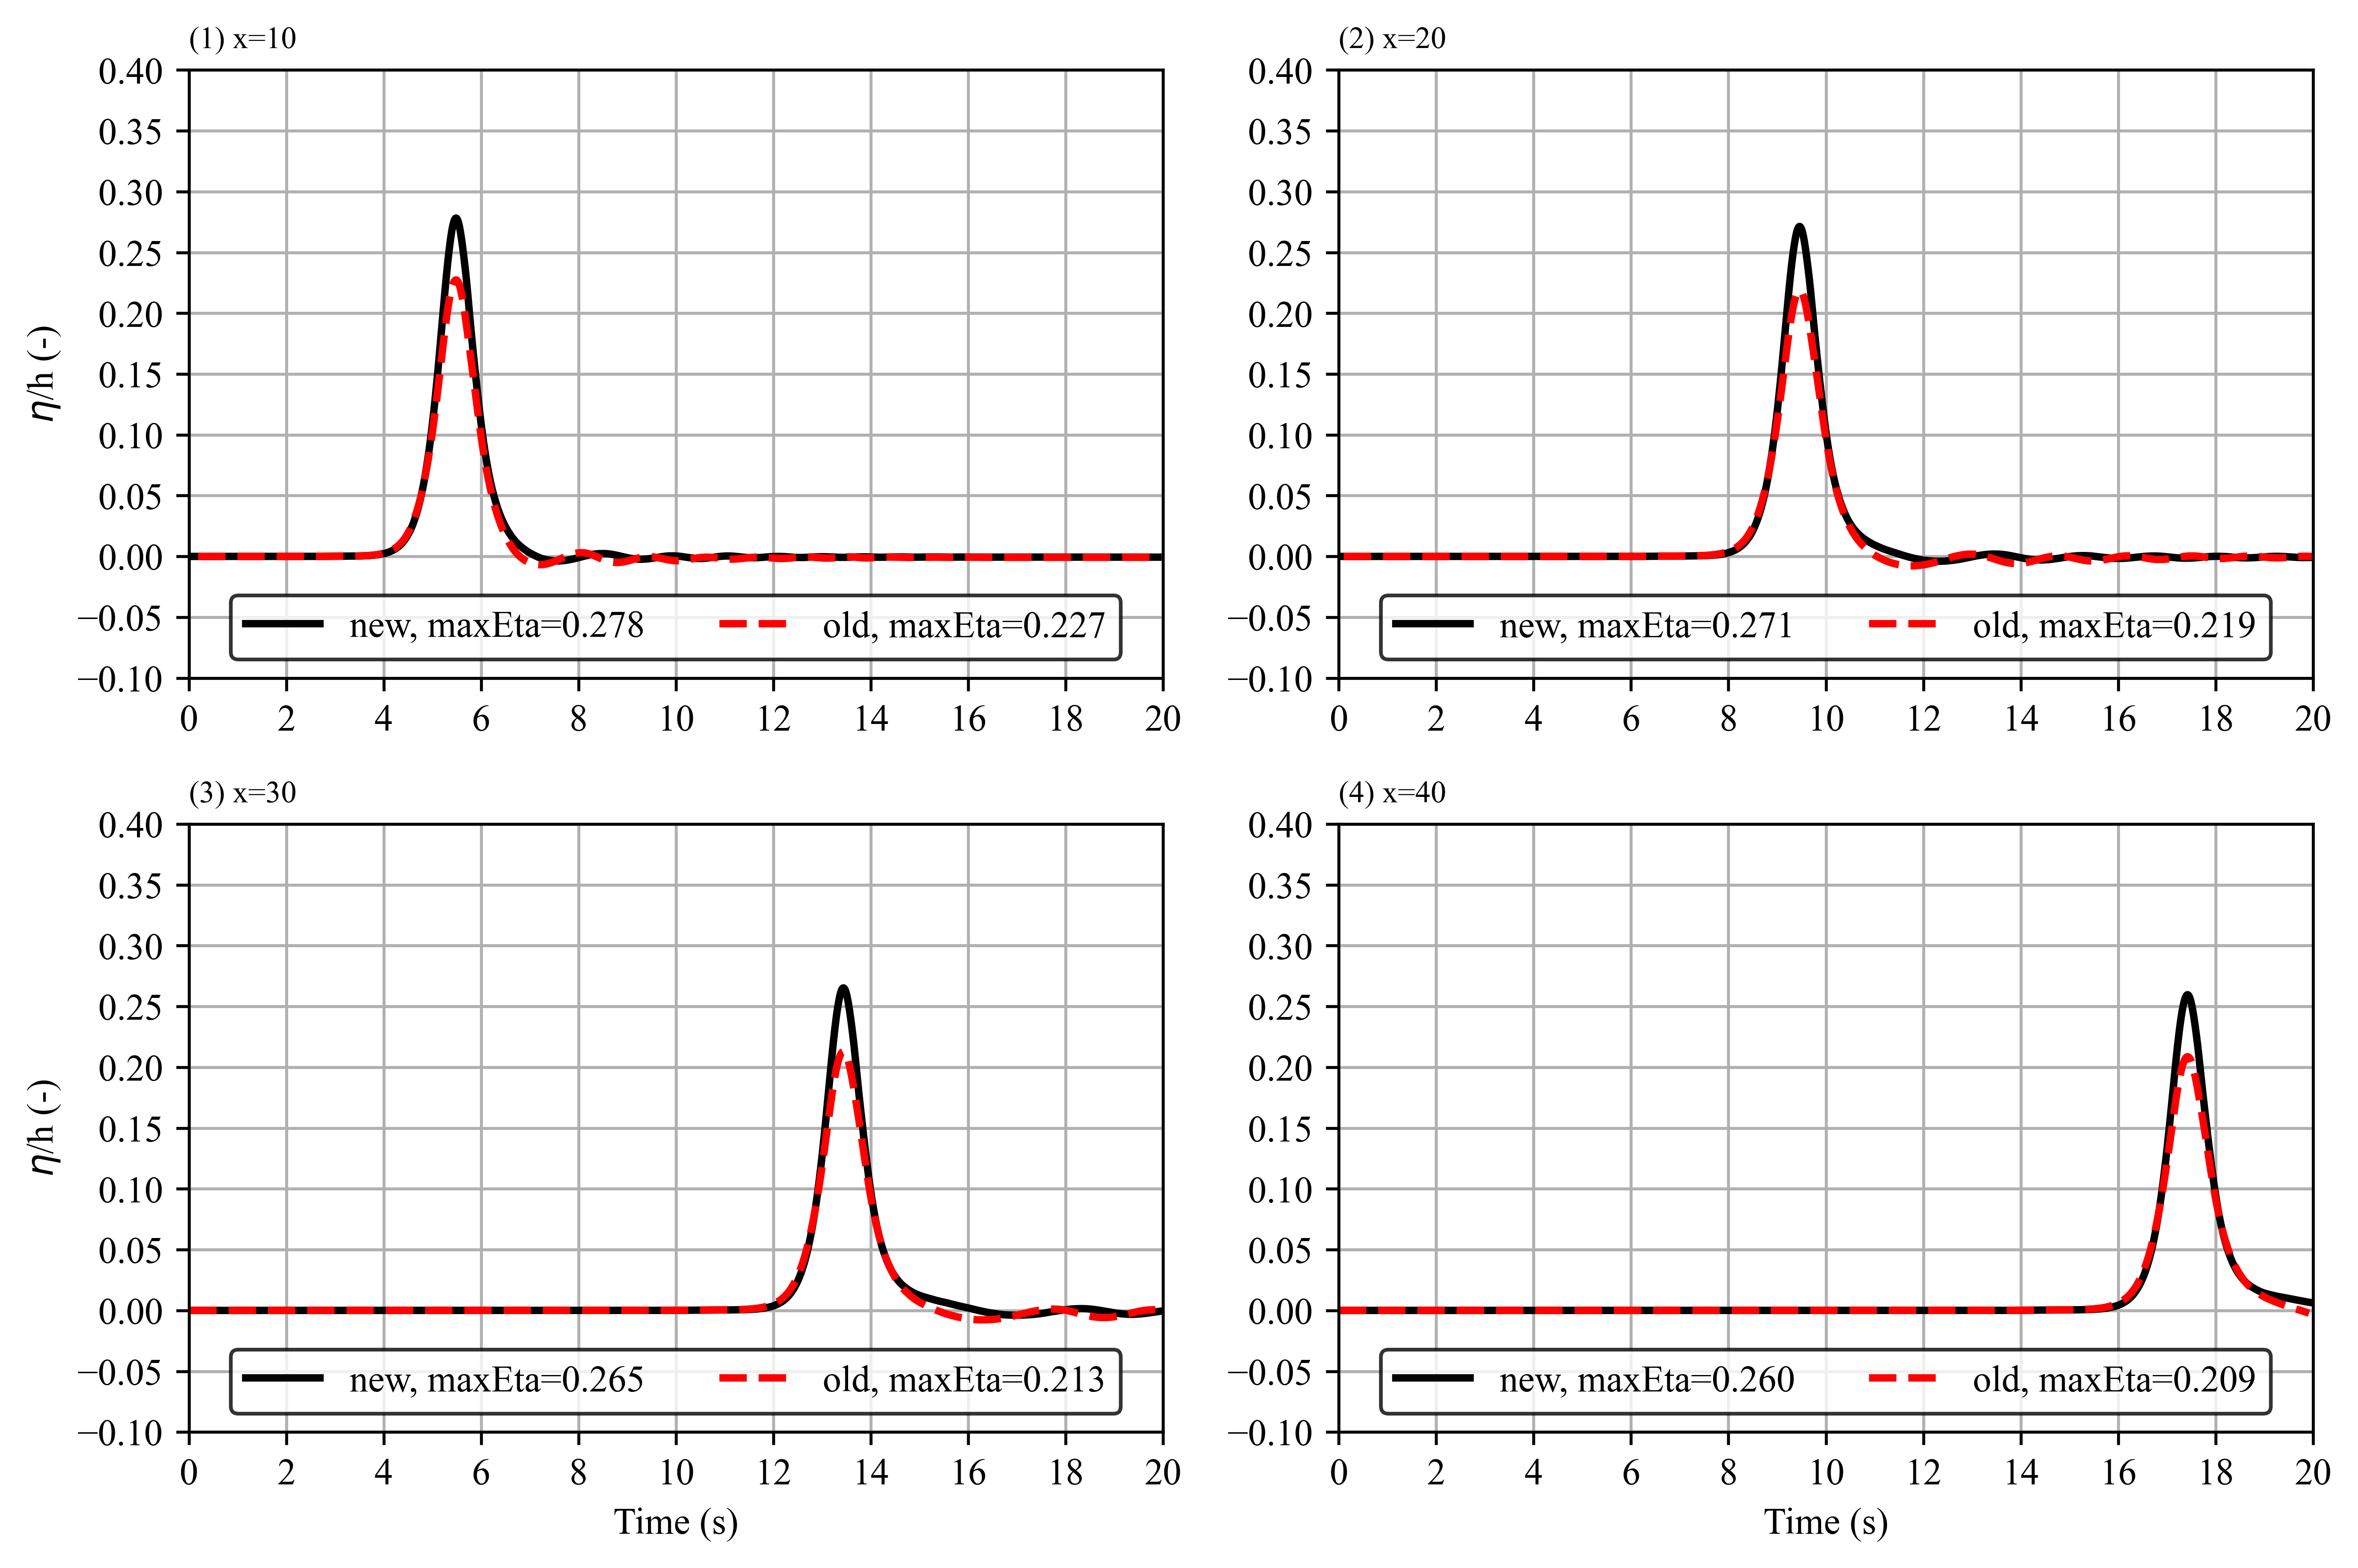 (1) x=10
0.40
0.35
0.30
0.25
0.20
0.15
0.10
0.05
0.00
−0.05
−0.10
η/h (-)
new, maxEta=0.278 old, maxEta=0.227
0 2 4 6 8 10 12 14 16 18 20
(2) x=20
0.40
0.35
0.30
0.25
0.20
0.15
0.10
0.05
0.00
−0.05
−0.10
new, maxEta=0.271 old, maxEta=0.219
0 2 4 6 8 10 12 14 16 18 20
(3) x=30
0.40
0.35
0.30
0.25
0.20
0.15
0.10
0.05
0.00
−0.05
−0.10
η/h (-)
new, maxEta=0.265 old, maxEta=0.213
0 2 4 6 8 10 12 14 16 18 20
Time (s)
(4) x=40
0.40
0.35
0.30
0.25
0.20
0.15
0.10
0.05
0.00
−0.05
−0.10
new, maxEta=0.260 old, maxEta=0.209
0 2 4 6 8 10 12 14 16 18 20
Time (s)